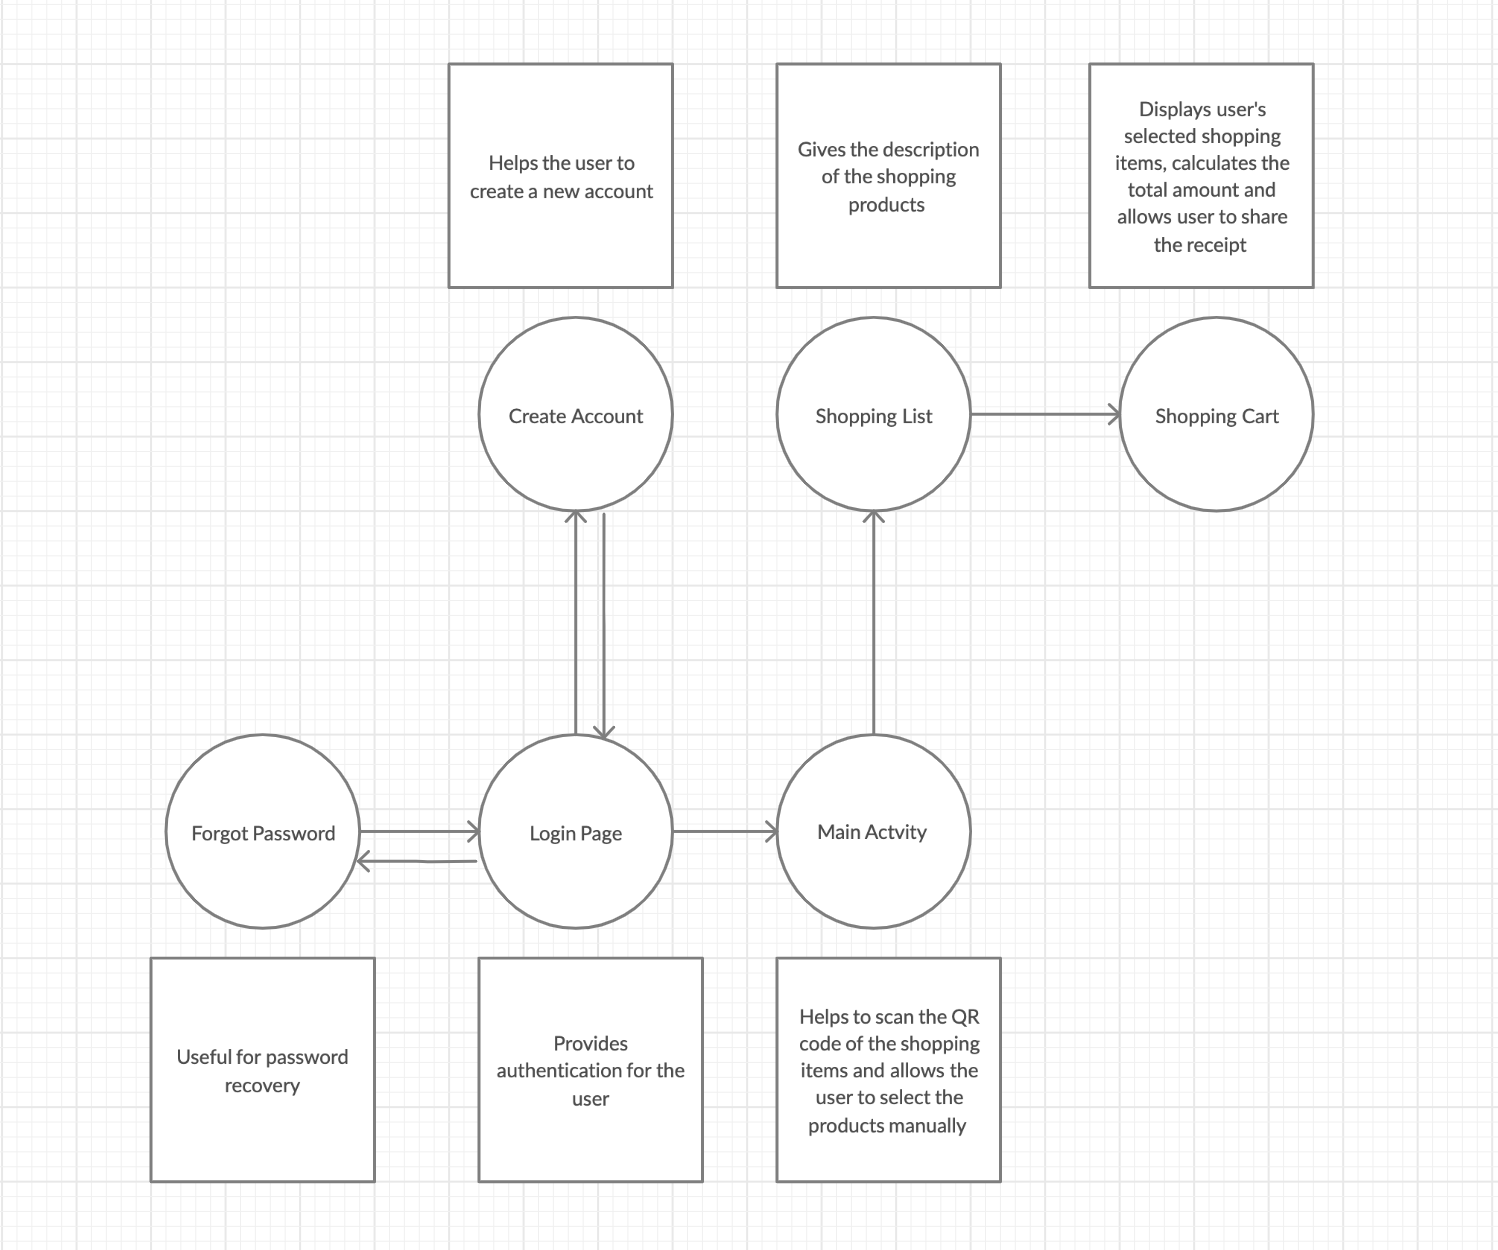 Helps the user to
create a new account
Gives the description
of the shopping
products
Displays user's
selected shopping
items, calculates the
total amount and
allows user to share
the receipt
Create Account
Shopping List
Shopping Cart
Forgot Password
Login Page
Main Actvity
Useful for password
recovery
Provides
authentication for the
user
Helps to scan the QR
code of the shopping
items and allows the
user to select the
products manually